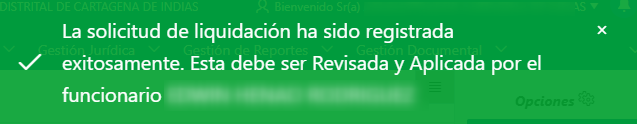 DISTRITAL DE CARTAGENA DE INDIAS
Bienvenido Sr(a)
La solicitud de liquidación ha sido registrada
Gestión Jurídica Gestión de Reportes Gestión Documental
exitosamente. Esta debe ser Revisada y Aplicada por el
funcionario
Opciones